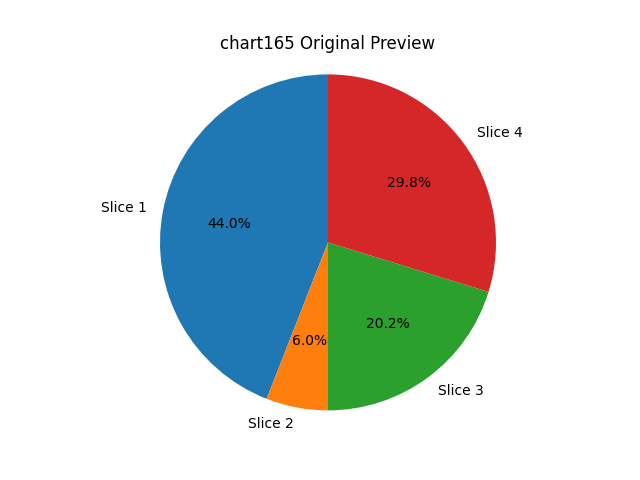 chart165 Original Preview
Slice 4
29.8%
Slice 1
44.0%
20.2%
6.0%
Slice 3
Slice 2